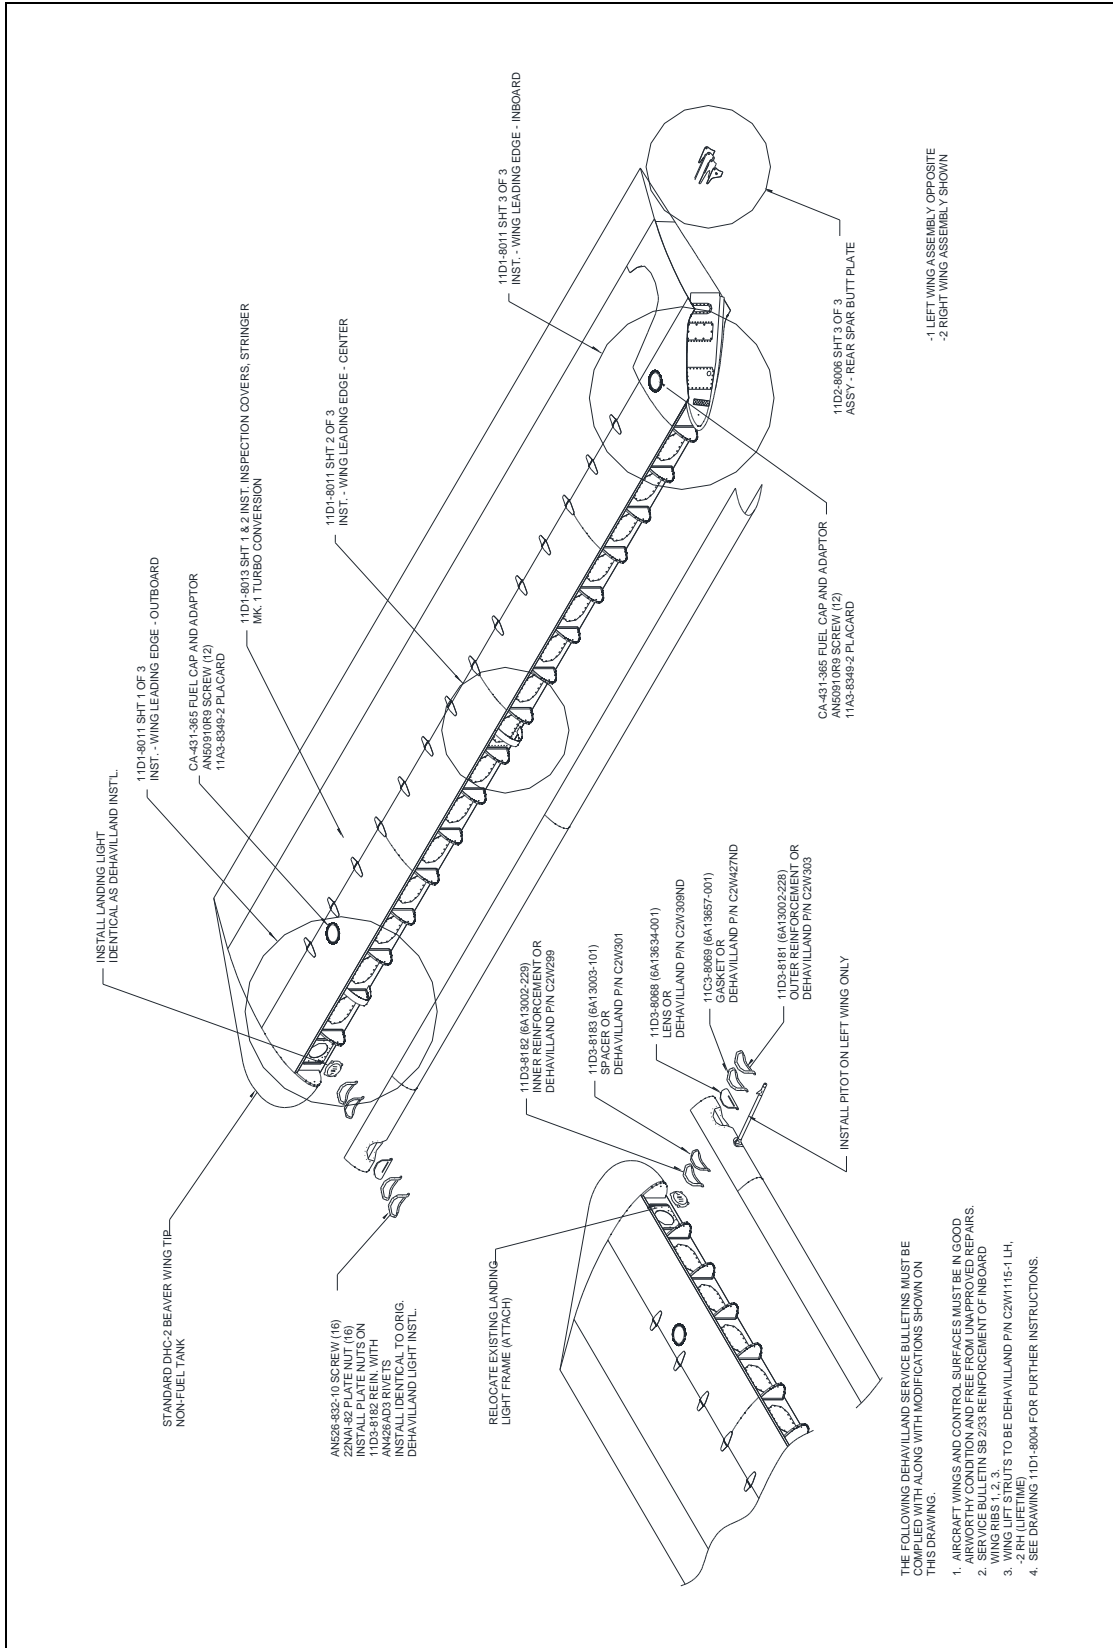 INSTALL LANDING LIGHT
IDENTICAL AS DEHAVILLAND INST'L.
11D1-8011 SHT 1 OF 3
INST. - WING LEADING EDGE - OUTBOARD
CA-431-365 FUEL CAP AND ADAPTOR
AN50910R9 SCREW (12)
11A3-8349-2 PLACARD
11D1-8013 SHT 1 & 2 INST. INSPECTION COVERS, STRINGER
MK. 1 TURBO CONVERSION
11D1-8011 SHT 2 OF 3
INST. - WING LEADING EDGE - CENTER
11D1-8011 SHT 3 OF 3
INST. - WING LEADING EDGE - INBOARD
STANDARD DHC-2 BEAVER WING TIP
NON-FUEL TANK
AN526-832-10 SCREW (16)
22NAI-82 PLATE NUT (16)
INSTALL PLATE NUTS ON
11D3-8182 REIN. WITH
AN426AD3 RIVETS
INSTALL IDENTICAL TO ORIG.
DEHAVILLAND LIGHT INSTL.
RELOCATE EXISTING LANDING
LIGHT FRAME (ATTACH)
11D3-8182 (6A13002-229)
INNER REINFORCEMENT OR
DEHAVILLAND P/N C2W299
11D3-8183 (6A13003-101)
SPACER OR
DEHAVILLAND P/N C2W301
11D3-8068 (6A13634-001)
LENS OR
DEHAVILLAND P/N C2W309ND
11C3-8069 (6A13657-001)
GASKET OR
DEHAVILLAND P/N C2W427ND
11D3-8181 (6A13002-228)
OUTER REINFORCEMENT OR
DEHAVILLAND P/N C2W303
INSTALL PITOT ON LEFT WING ONLY
CA-431-365 FUEL CAP AND ADAPTOR
AN50910R9 SCREW (12)
11A3-8349-2 PLACARD
11D2-8006 SHT 3 OF 3
ASS'Y - REAR SPAR BUTT PLATE
-1 LEFT WING ASSEMBLY OPPOSITE
-2 RIGHT WING ASSEMBLY SHOWN
THE FOLLOWING DEHAVILLAND SERVICE BULLETINS MUST BE
COMPLIED WITH ALONG WITH MODIFICATIONS SHOWN ON
THIS DRAWING.
1. AIRCRAFT WINGS AND CONTROL SURFACES MUST BE IN GOOD
AIRWORTHY CONDITION AND FREE FROM UNAPPROVED REPAIRS.
2. SERVICE BULLETIN SB 2/33 REINFORCEMENT OF INBOARD
WING RIBS 1, 2, 3.
3. WING LIFT STRUTS TO BE DEHAVILLAND P/N C2W1115-1 LH,
-2 RH (LIFETIME)
4. SEE DRAWING 11D1-8004 FOR FURTHER INSTRUCTIONS.